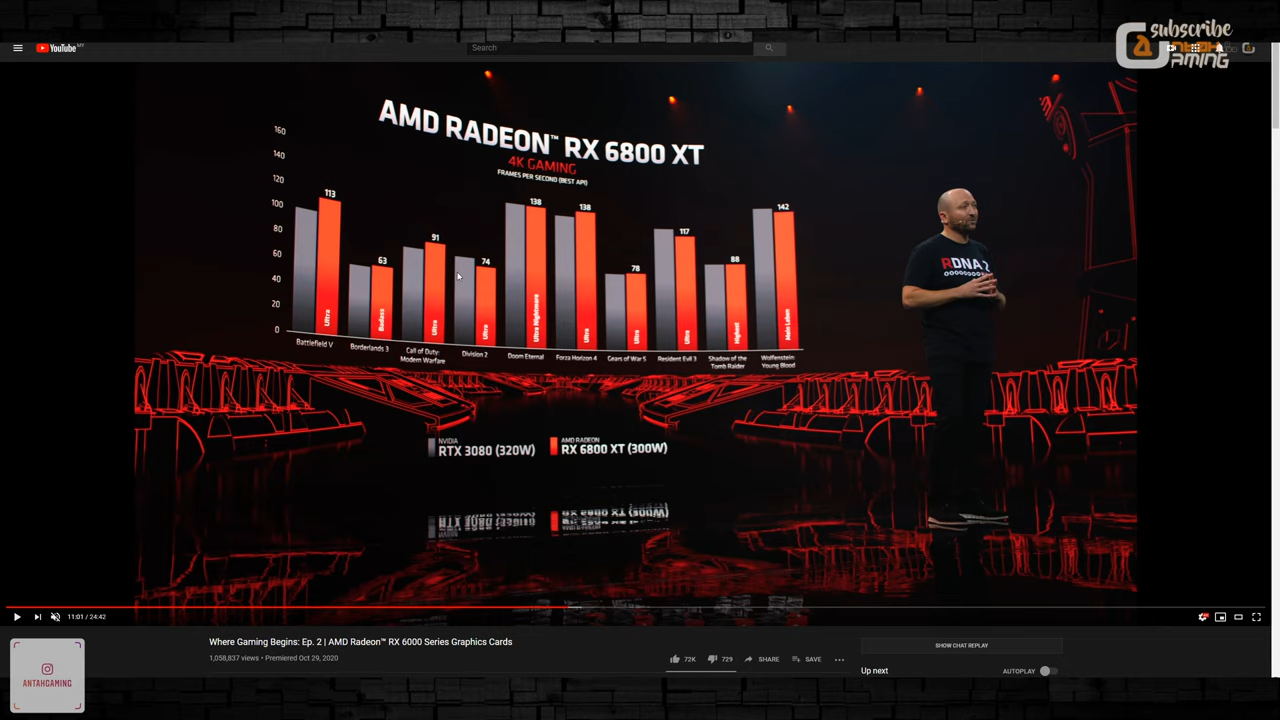 subscribe
ANTAH
GAMING
YouTube MY
Search
AMD RADEON™ RX 6800 XT
4K GAMING
FRAMES PER SECOND (BEST API)
160
140
120
100
80
60
40
20
0
113
63
91
74
138
138
78
117
88
142
Ultra
Badass
Ultra
Ultra
Ultra Nightmare
Ultra
Ultra
Ultra
Highest
Mein Leben
Battlefield V
Borderlands 3
Call of Duty:
Modern Warfare
Division 2
Doom Eternal
Forza Horizon 4
Gears of War 5
Resident Evil 3
Shadow of the
Tomb Raider
Wolfenstein
Young Blood
RDNA 2
NVIDIA
RTX 3080 (320W)
AMD RADEON
RX 6800 XT (300W)
11:01 / 24:42
Where Gaming Begins: Ep. 2 | AMD Radeon™ RX 6000 Series Graphics Cards
1,058,837 views • Premiered Oct 29, 2020
72K
729
SHARE
SAVE
SHOW CHAT REPLAY
Up next
AUTOPLAY
ANTAHGAMING